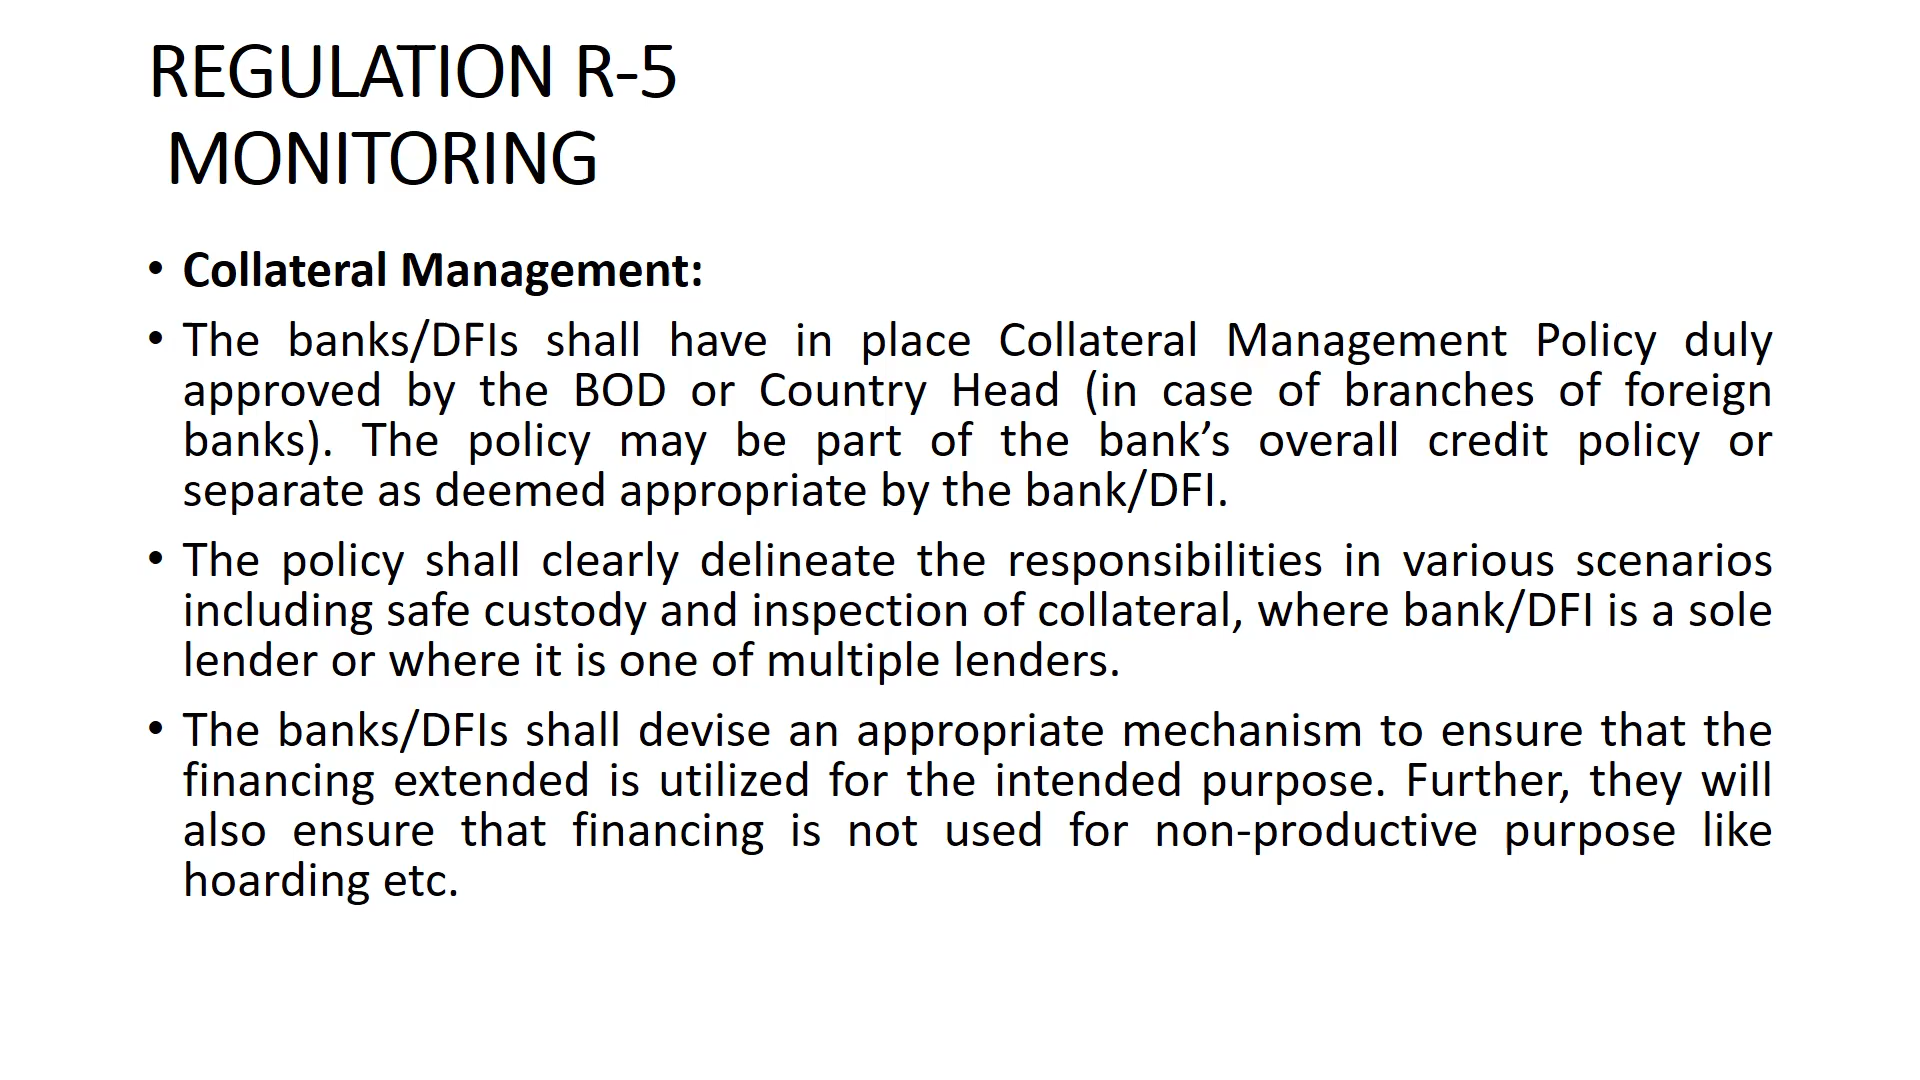 REGULATION R-5
MONITORING
• Collateral Management:
• The banks/DFIs shall have in place Collateral Management Policy duly
approved by the BOD or Country Head (in case of branches of foreign
banks). The policy may be part of the bank’s overall credit policy or
separate as deemed appropriate by the bank/DFI.
• The policy shall clearly delineate the responsibilities in various scenarios
including safe custody and inspection of collateral, where bank/DFI is a sole
lender or where it is one of multiple lenders.
• The banks/DFIs shall devise an appropriate mechanism to ensure that the
financing extended is utilized for the intended purpose. Further, they will
also ensure that financing is not used for non-productive purpose like
hoarding etc.